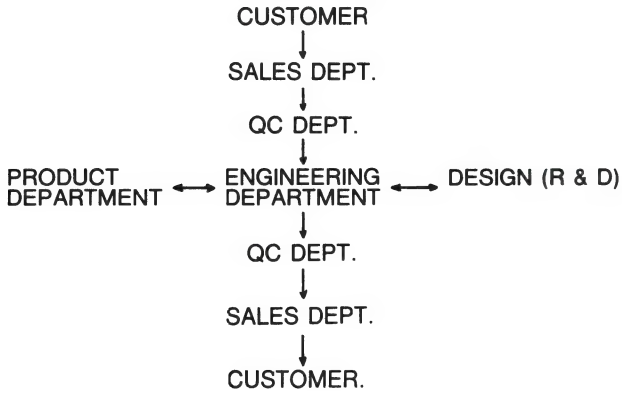 CUSTOMER
SALES DEPT.
QC DEPT.
PRODUCT
DEPARTMENT
ENGINEERING
DEPARTMENT
DESIGN (R & D)
QC DEPT.
SALES DEPT.
CUSTOMER.